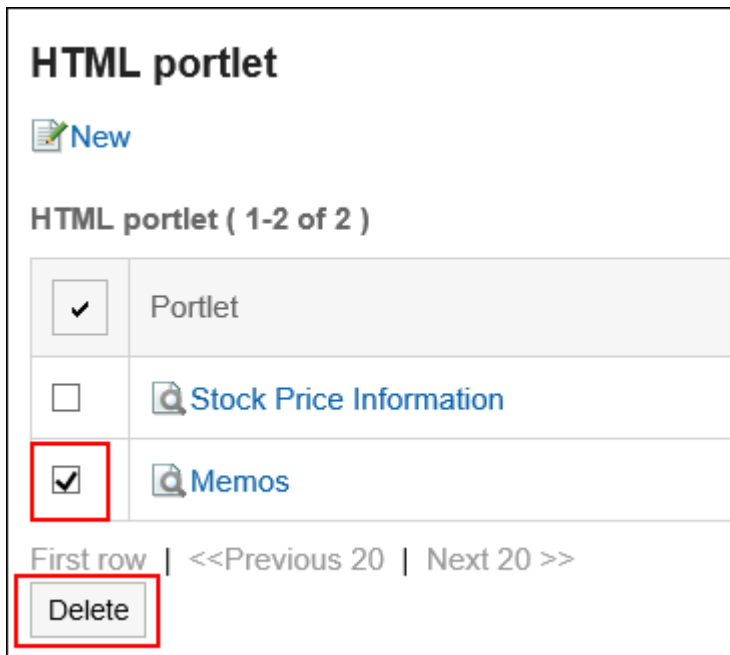 HTML portlet
New
HTML portlet ( 1-2 of 2 )
Portlet
Stock Price Information
Memos
First row | <<Previous 20 | Next 20 >>
Delete